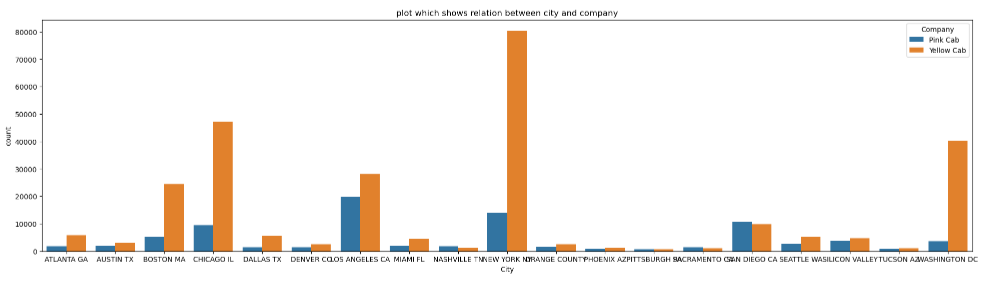 plot which shows relation between city and company
Company
Pink Cab
Yellow Cab
80000
70000
60000
50000
40000
30000
20000
10000
0
count
ATLANTA GA AUSTIN TX BOSTON MA CHICAGO IL DALLAS TX DENVER CO LOS ANGELES CA MIAMI FL NASHVILLE TN NEW YORK NY ORANGE COUNTY PHOENIX AZ PITTSBURGH PA SACRAMENTO CA SAN DIEGO CA SEATTLE WA SILICON VALLEY TUCSON AZ WASHINGTON DC
City